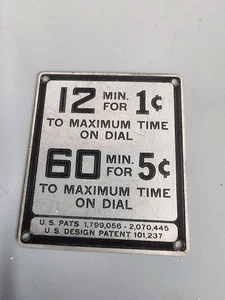 12 MIN. FOR 1¢
TO MAXIMUM TIME
ON DIAL
60 MIN. FOR 5¢
TO MAXIMUM TIME
ON DIAL
U.S. PATS 1,799,056 - 2,070,445
U.S. DESIGN PATENT 101,237